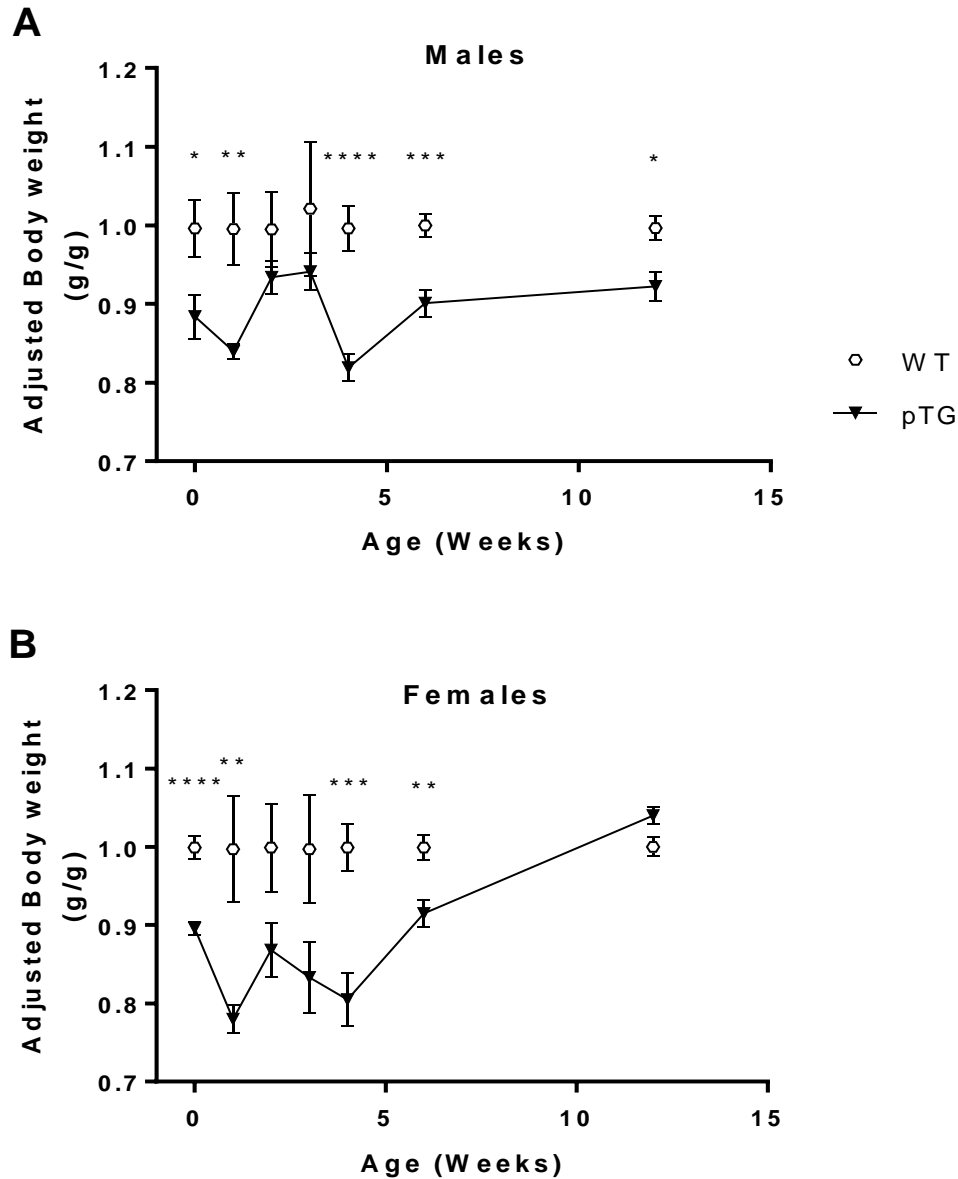 A
Males
1.2
1.1
1.0
0.9
0.8
0.7
Adjusted Body weight
(g/g)
* ** **** *** *
0 5 10 15
Age (Weeks)
WT
pTG
B
Females
1.2
1.1
1.0
0.9
0.8
0.7
Adjusted Body weight
(g/g)
**** ** *** **
0 5 10 15
Age (Weeks)